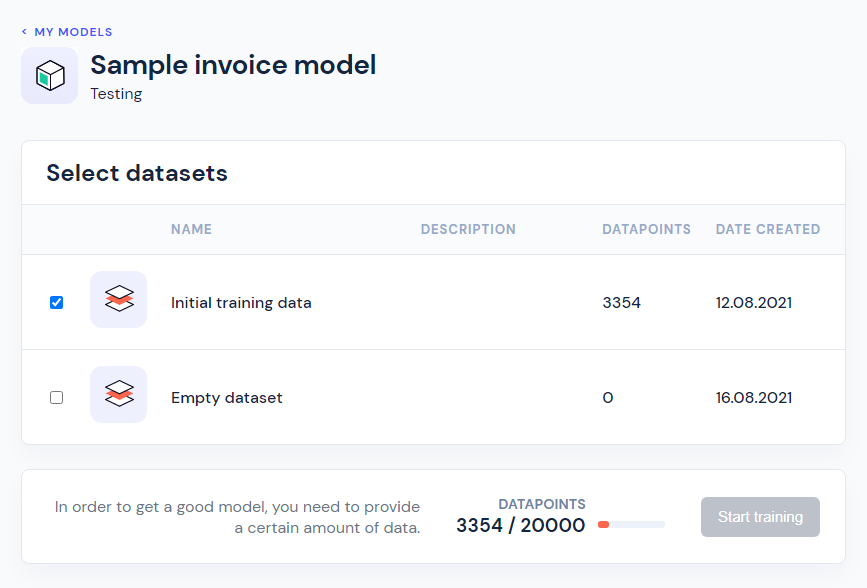 < MY MODELS
Sample invoice model
Testing
Select datasets
NAME DESCRIPTION DATAPOINTS DATE CREATED
Initial training data 3354 12.08.2021
Empty dataset 0 16.08.2021
In order to get a good model, you need to provide
a certain amount of data.
DATAPOINTS
3354 / 20000
Start training